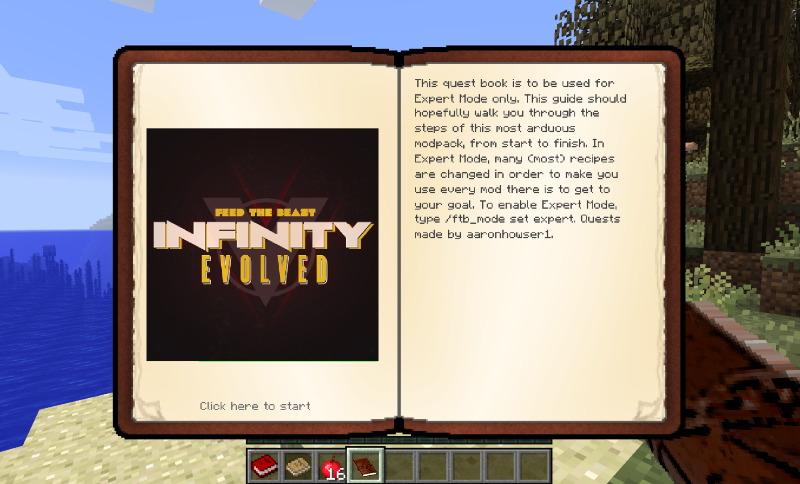 FEED THE BEAST
INFINITY
EVOLVED
Click here to start
This quest book is to be used for
Expert Mode only. This guide should
hopefully walk you through the
steps of this most arduous
modpack, from start to finish. In
Expert Mode, many (most) recipes
are changed in order to make you
use every mod there is to get to
your goal. To enable Expert Mode,
type /ftb_mode set expert. Quests
made by aaronhowser1.
16